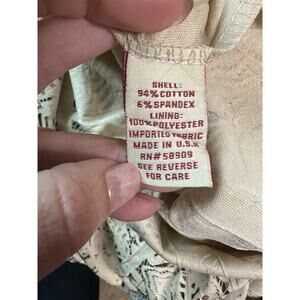 SHELL:
94% COTTON
6% SPANDEX
LINING:
100% POLYESTER
IMPORTED FABRIC
MADE IN U.S.A
RN# 58909
SEE REVERSE
FOR CARE